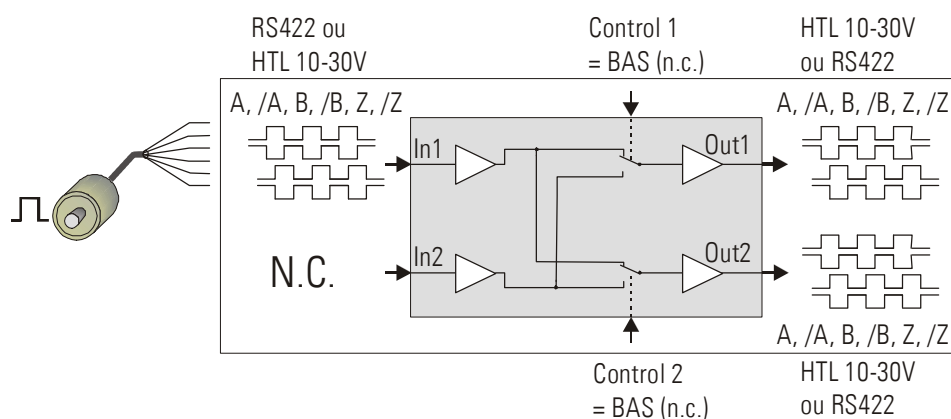 RS422 ou
HTL 10-30V
Control 1
= BAS (n.c.)
HTL 10-30V
ou RS422
A, /A, B, /B, Z, /Z
A, /A, B, /B, Z, /Z
In1
Out1
In2
Out2
N.C.
A, /A, B, /B, Z, /Z
Control 2
= BAS (n.c.)
HTL 10-30V
ou RS422